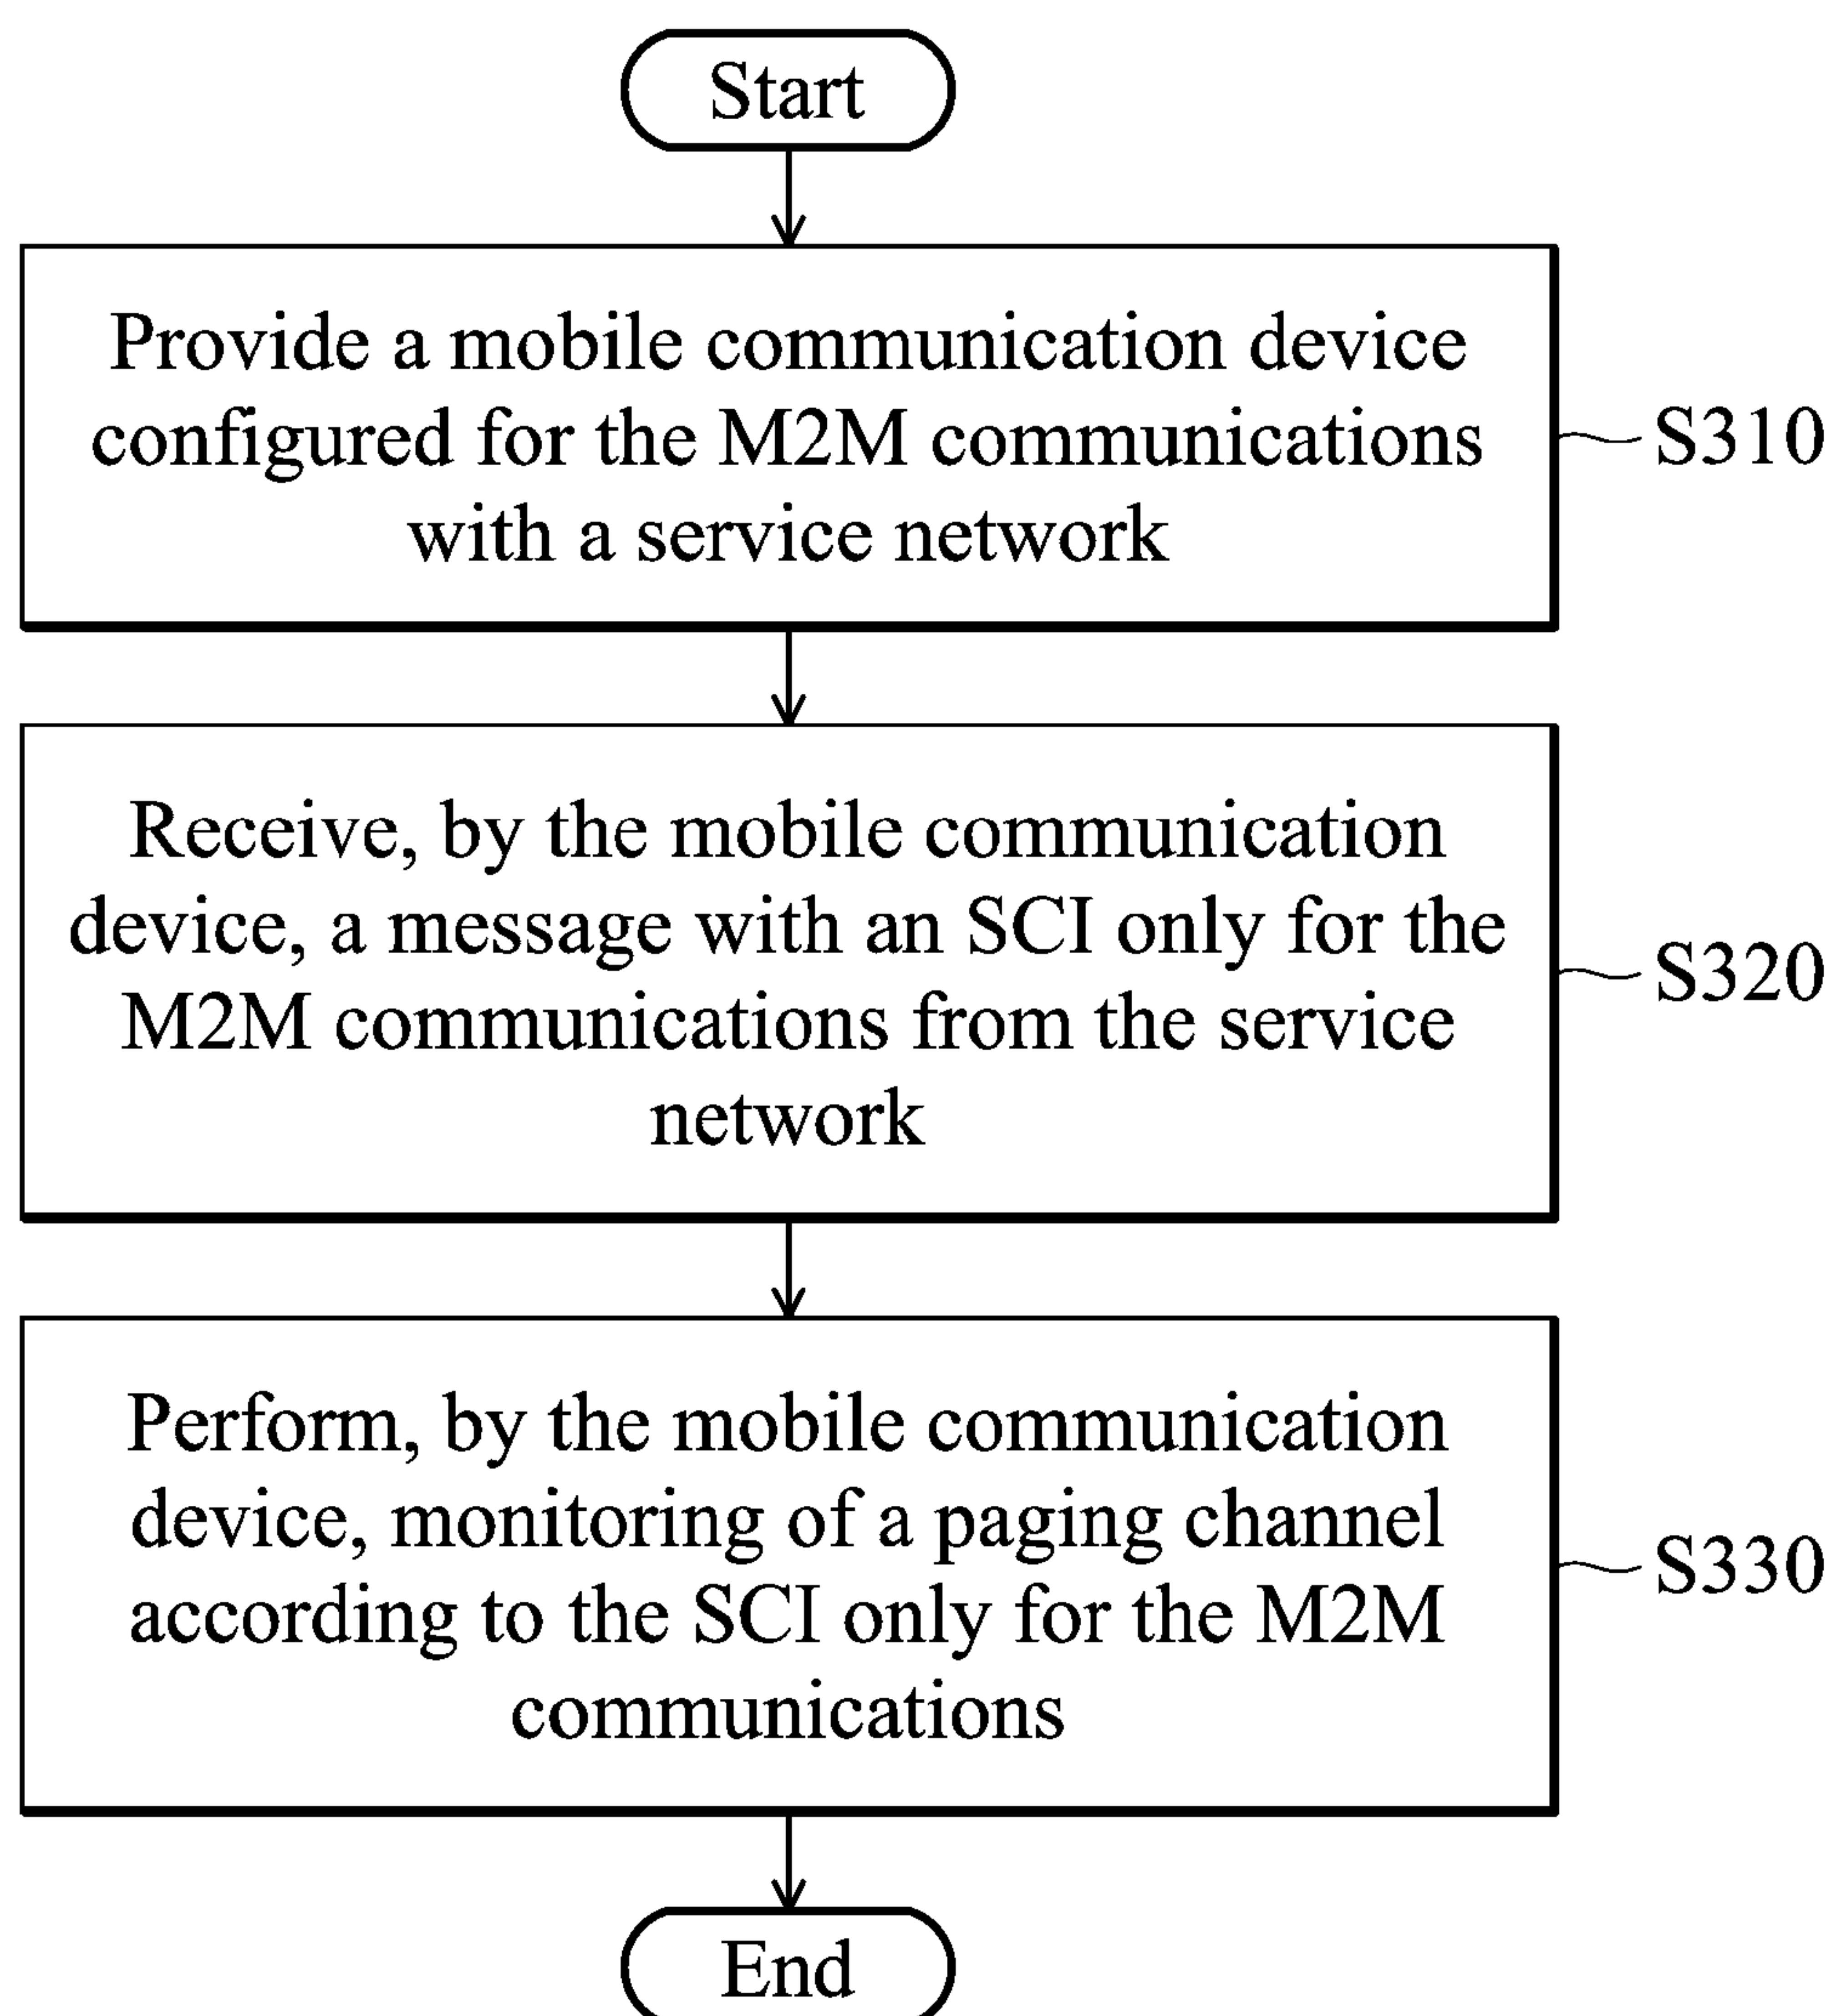 Start
Provide a mobile communication device
configured for the M2M communications
with a service network
S310
Receive, by the mobile communication
device, a message with an SCI only for the
M2M communications from the service
network
S320
Perform, by the mobile communication
device, monitoring of a paging channel
according to the SCI only for the M2M
communications
S330
End